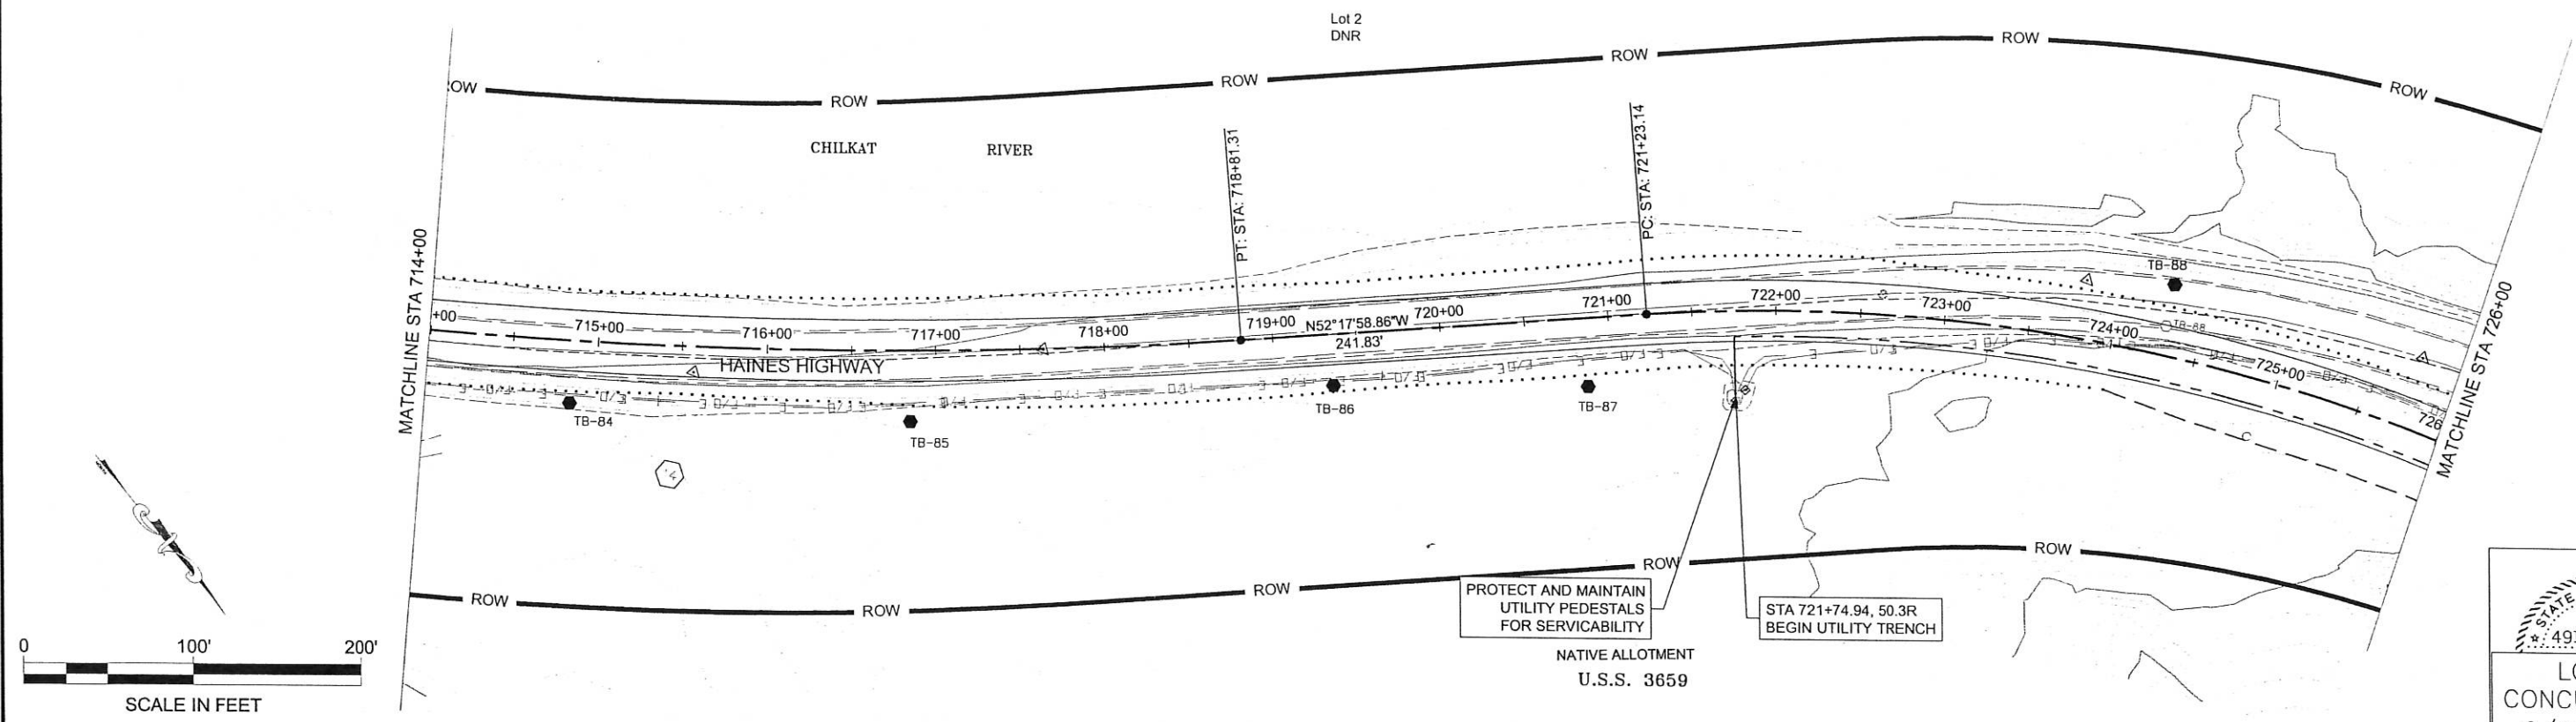 Lot 2
DNR
ROW
ROW
ROW
ROW
ROW
CHILKAT RIVER
PT: STA: 718+81.31
PC: STA: 721+23.14
MATCHLINE STA 714+00
+00
715+00
716+00
717+00
718+00
719+00
N52°17'58.86"W
241.83'
720+00
721+00
722+00
723+00
724+00
725+00
726
HAINES HIGHWAY
TB-88
TB-88
TB-84
TB-85
TB-86
TB-87
MATCHLINE STA 726+00
ROW
ROW
ROW
ROW
ROW
PROTECT AND MAINTAIN
UTILITY PEDESTALS
FOR SERVICABILITY
STA 721+74.94, 50.3R
BEGIN UTILITY TRENCH
NATIVE ALLOTMENT
U.S.S. 3659
0 100' 200'
SCALE IN FEET
STATE